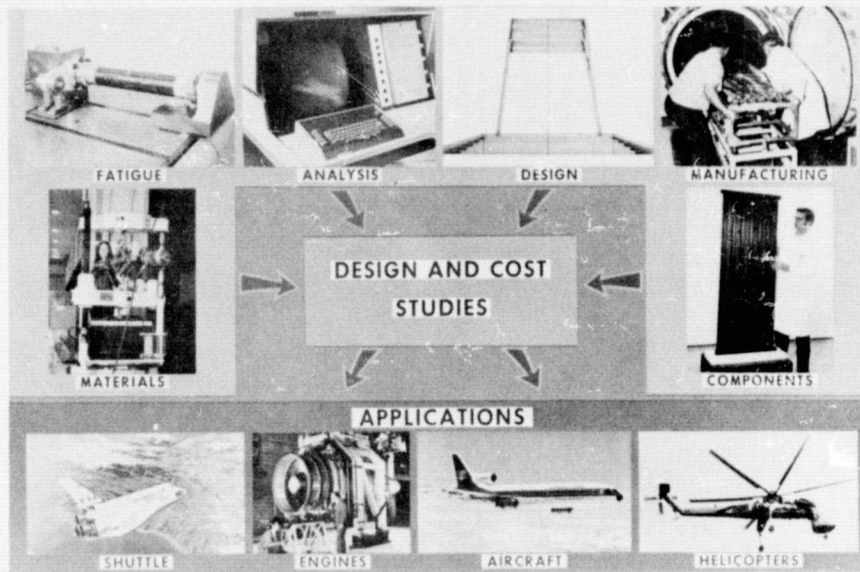 FATIGUE
ANALYSIS
DESIGN
MANUFACTURING
MATERIALS
DESIGN AND COST
STUDIES
COMPONENTS
APPLICATIONS
SHUTTLE
ENGINES
AIRCRAFT
HELICOPTERS